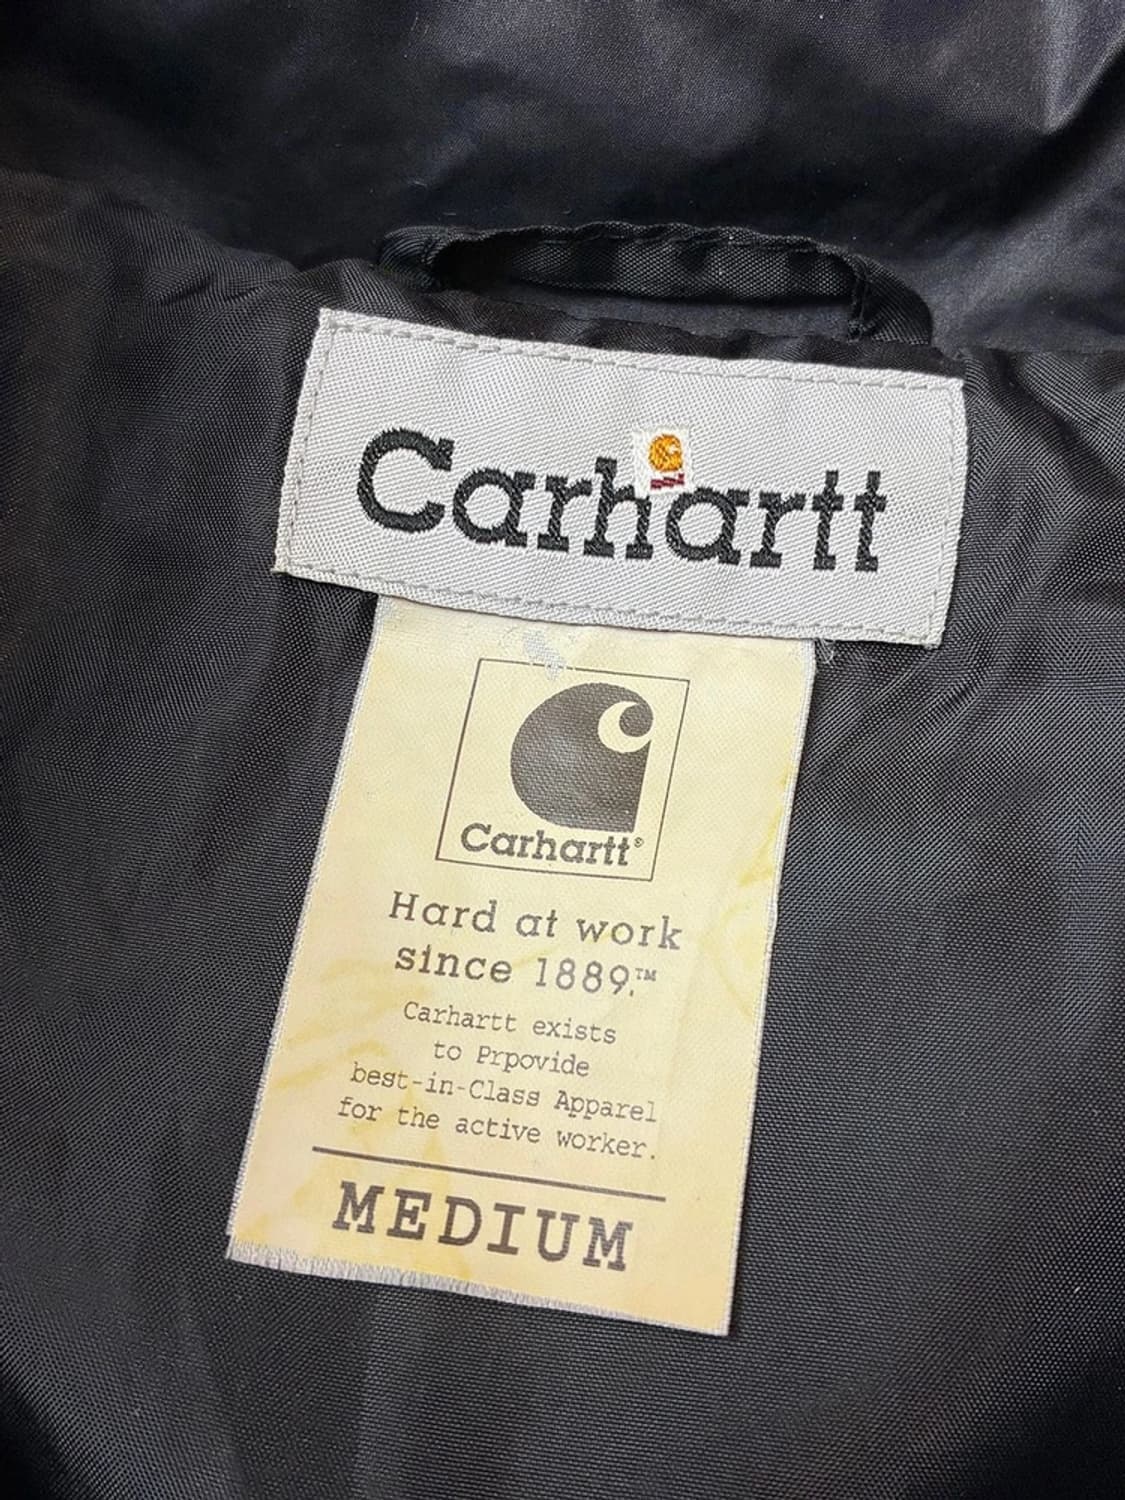 Carhartt
Carhartt®
Hard at work
since 1889.™
Carhartt exists
to Prpovide
best-in-Class Apparel
for the active worker.
MEDIUM